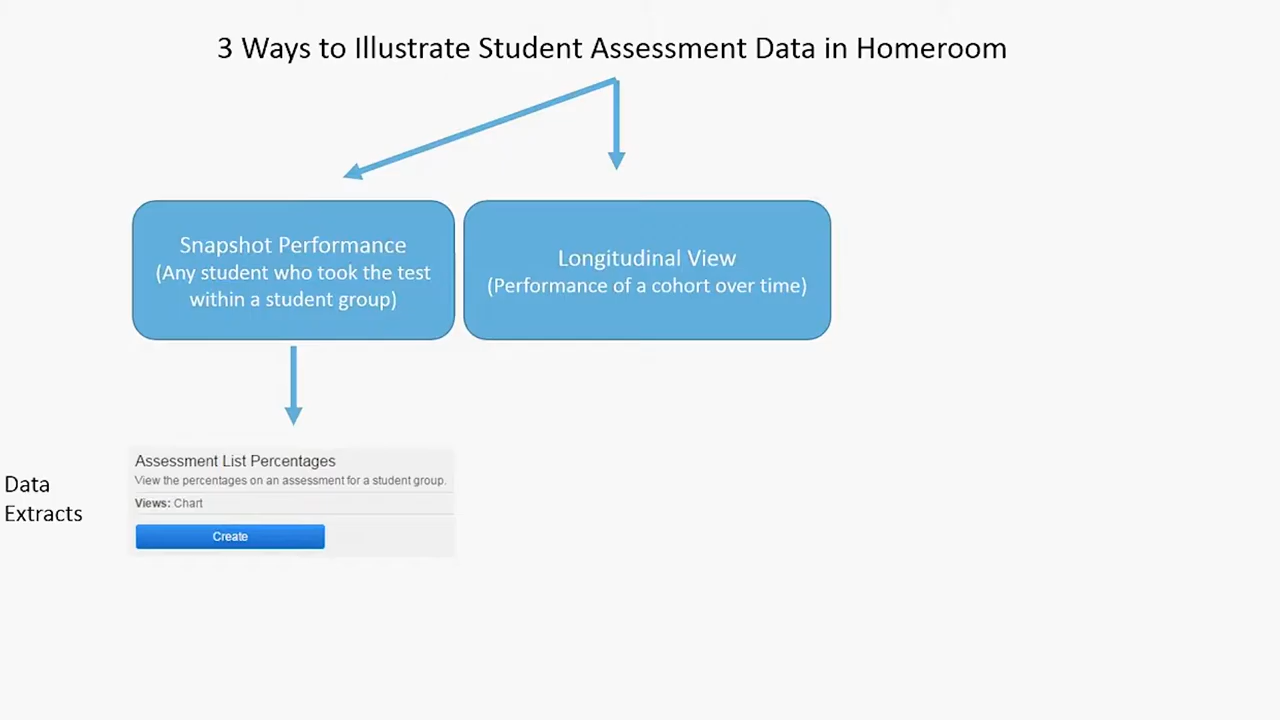 3 Ways to Illustrate Student Assessment Data in Homeroom
Snapshot Performance
(Any student who took the test
within a student group)
Longitudinal View
(Performance of a cohort over time)
Data
Extracts
Assessment List Percentages
View the percentages on an assessment for a student group.
Views: Chart
Create